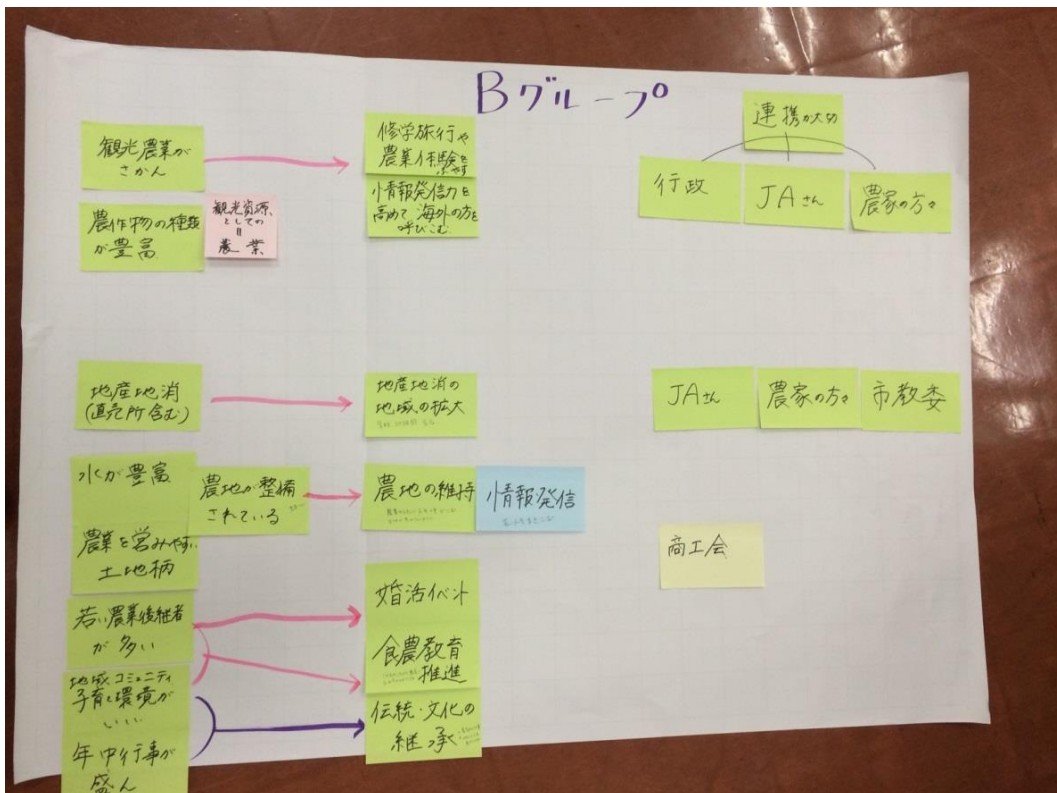 Bグループ
観光農業が
さかん
修学旅行や
農業体験を
ふやす
連携が大切
行政
JAさん
農家の方々
農作物の種類
が豊富
観光資源
としての
=
農業
情報発信力を
高めて海外の方を
呼びこむ
地産地消
(直売所含む)
地産地消の
地域の拡大
JAさん
農家の方々
市教委
水が豊富
農地が整備
されている
農地の維持
情報発信
農業を営みやすい
土地柄
商工会
若い農業後継者
が多い
婚活イベント
食農教育
推進
地域コミュニティ
子育て環境が
いい
伝統・文化の
継承
年中行事が
盛ん